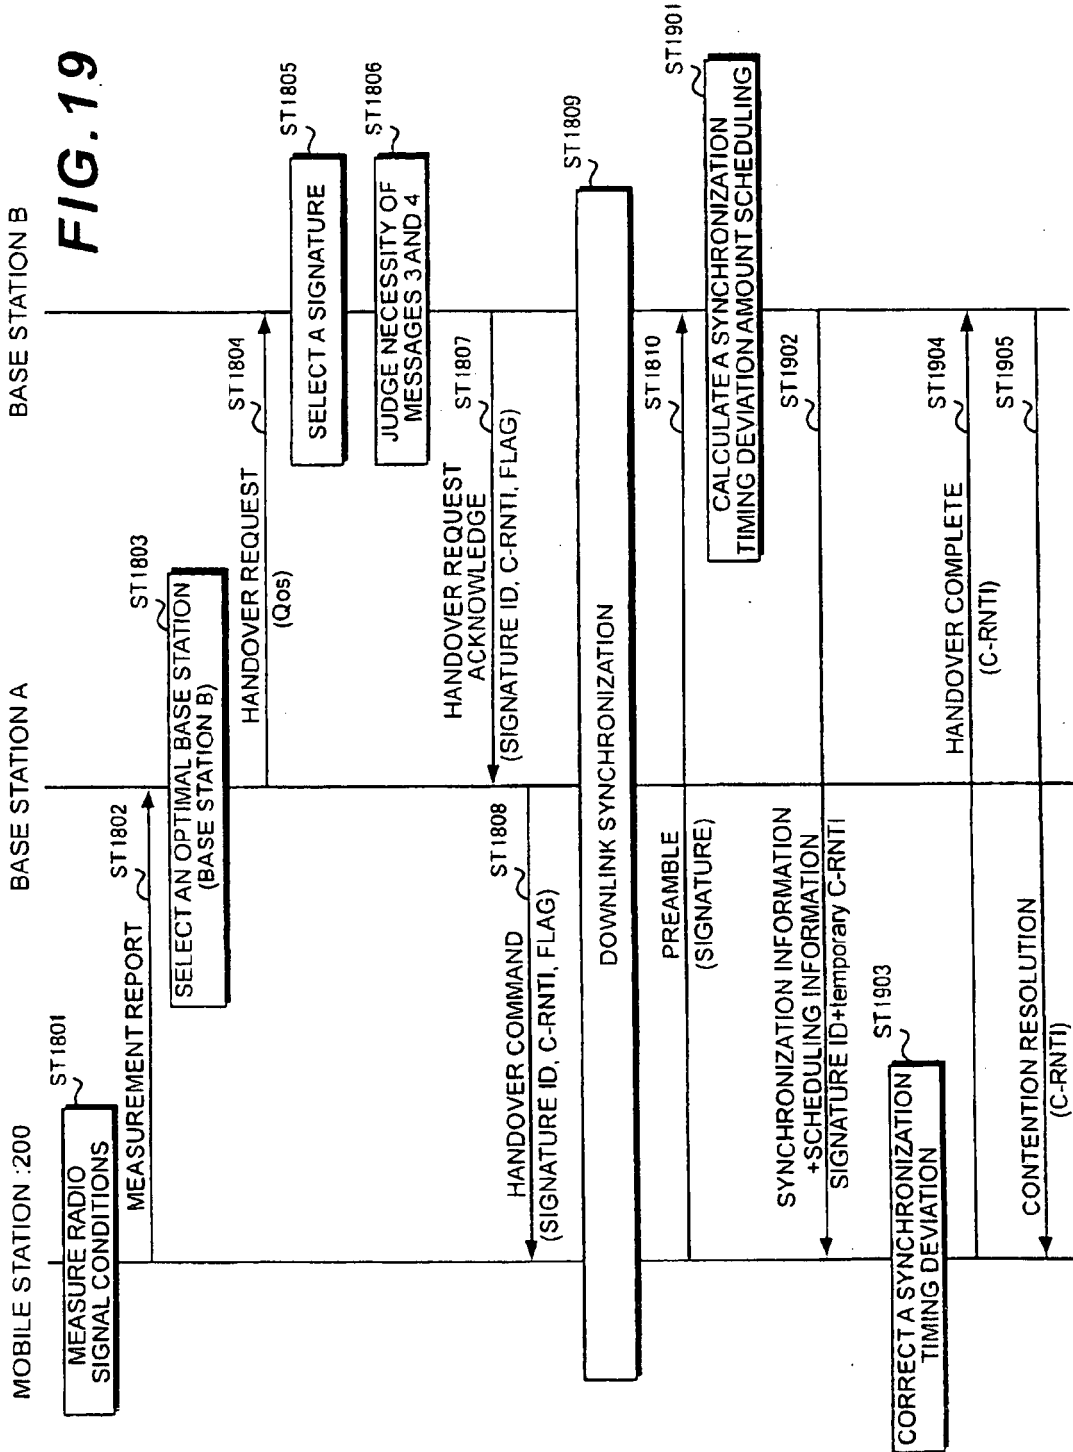 FIG.19
MOBILE STATION :200
BASE STATION A
BASE STATION B
MEASURE RADIO
SIGNAL CONDITIONS
ST1801
MEASUREMENT REPORT
ST1802
SELECT AN OPTIMAL BASE STATION
(BASE STATION B)
ST1803
HANDOVER REQUEST
(Qos)
ST1804
SELECT A SIGNATURE
ST1805
JUDGE NECESSITY OF
MESSAGES 3 AND 4
ST1806
HANDOVER REQUEST
ACKNOWLEDGE
(SIGNATURE ID, C-RNTI, FLAG)
ST1807
HANDOVER COMMAND
(SIGNATURE ID, C-RNTI, FLAG)
ST1808
DOWNLINK SYNCHRONIZATION
ST1809
PREAMBLE
(SIGNATURE)
ST1810
CALCULATE A SYNCHRONIZATION
TIMING DEVIATION AMOUNT SCHEDULING
ST1901
SYNCHRONIZATION INFORMATION
+SCHEDULING INFORMATION
SIGNATURE ID+temporary C-RNTI
ST1902
CORRECT A SYNCHRONIZATION
TIMING DEVIATION
ST1903
HANDOVER COMPLETE
(C-RNTI)
ST1904
CONTENTION RESOLUTION
(C-RNTI)
ST1905